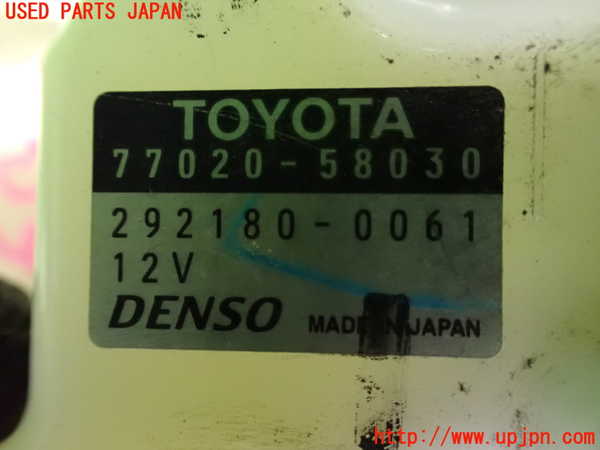 USED PARTS JAPAN
TOYOTA
77020-58030
292180-0061
12V
DENSO MADE IN JAPAN
http://www.upjpn.com/